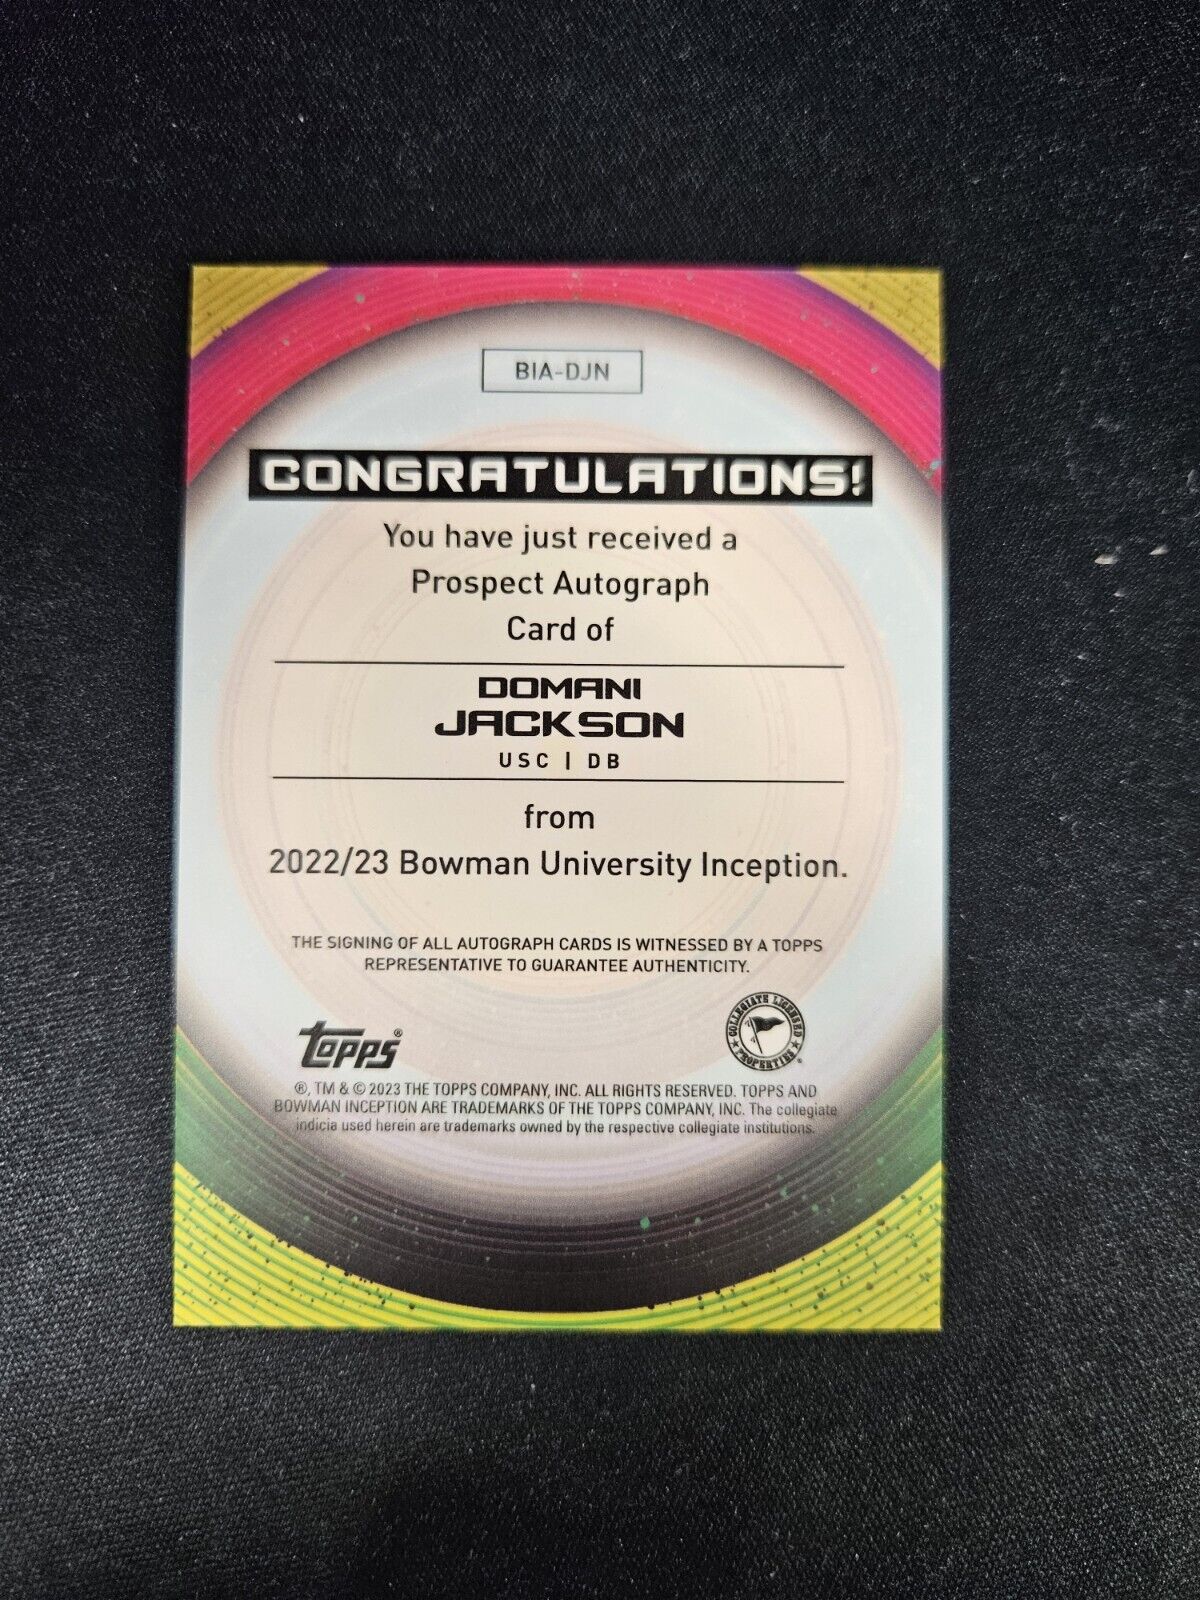 BIA-DJN
CONGRATULATIONS!
You have just received a
Prospect Autograph
Card of
DOMANI
JACKSON
USC | DB
from
2022/23 Bowman University Inception.
THE SIGNING OF ALL AUTOGRAPH CARDS IS WITNESSED BY A TOPPS
REPRESENTATIVE TO GUARANTEE AUTHENTICITY.
topps®
COLLEGIATE LICENSED PROPERTIES
®, TM & © 2023 THE TOPPS COMPANY, INC. ALL RIGHTS RESERVED. TOPPS AND
BOWMAN INCEPTION ARE TRADEMARKS OF THE TOPPS COMPANY, INC. The collegiate
indicia used herein are trademarks owned by the respective collegiate institutions.